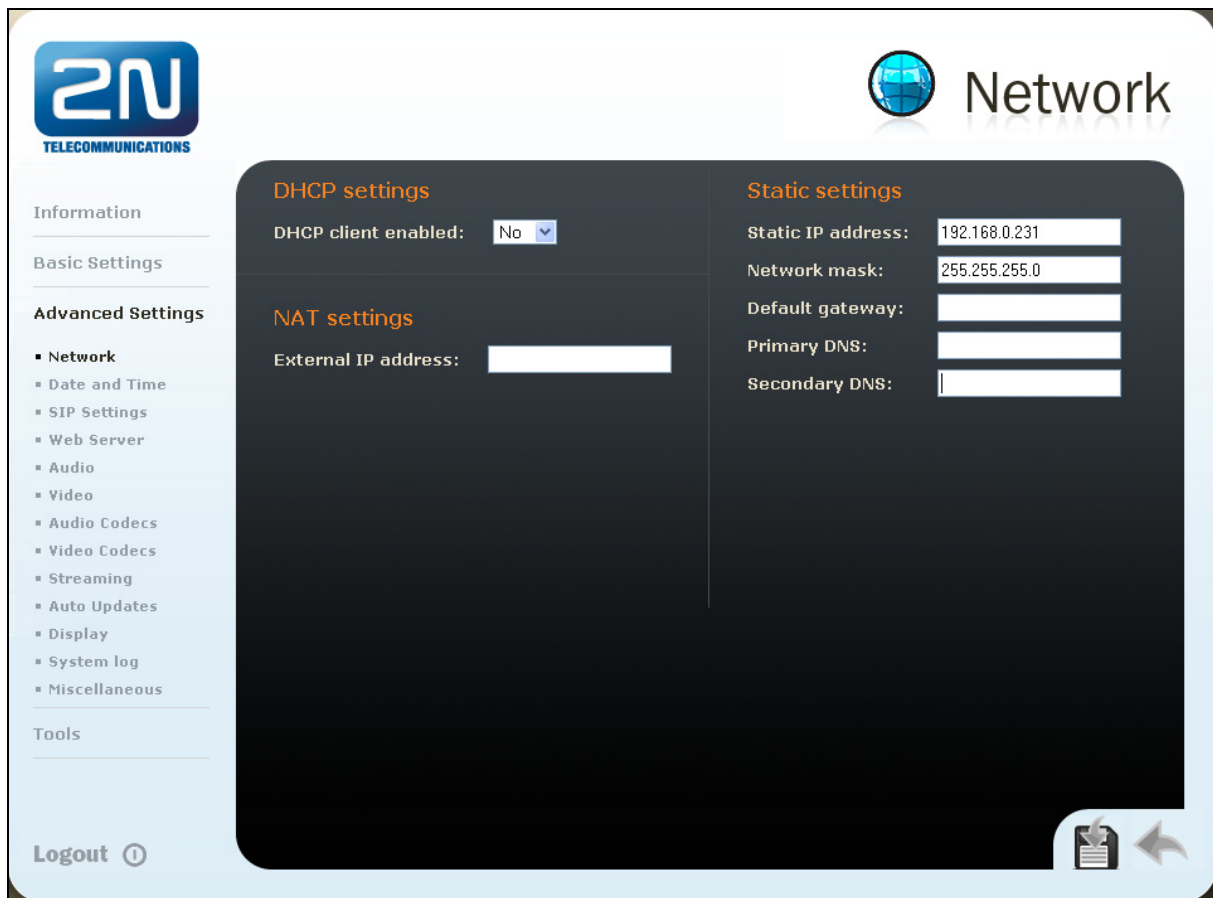 2N
TELECOMMUNICATIONS
Network
Information
Basic Settings
Advanced Settings
Network
Date and Time
SIP Settings
Web Server
Audio
Video
Audio Codecs
Video Codecs
Streaming
Auto Updates
Display
System log
Miscellaneous
Tools
Logout
DHCP settings
DHCP client enabled: No
NAT settings
External IP address:
Static settings
Static IP address: 192.168.0.231
Network mask: 255.255.255.0
Default gateway:
Primary DNS:
Secondary DNS: